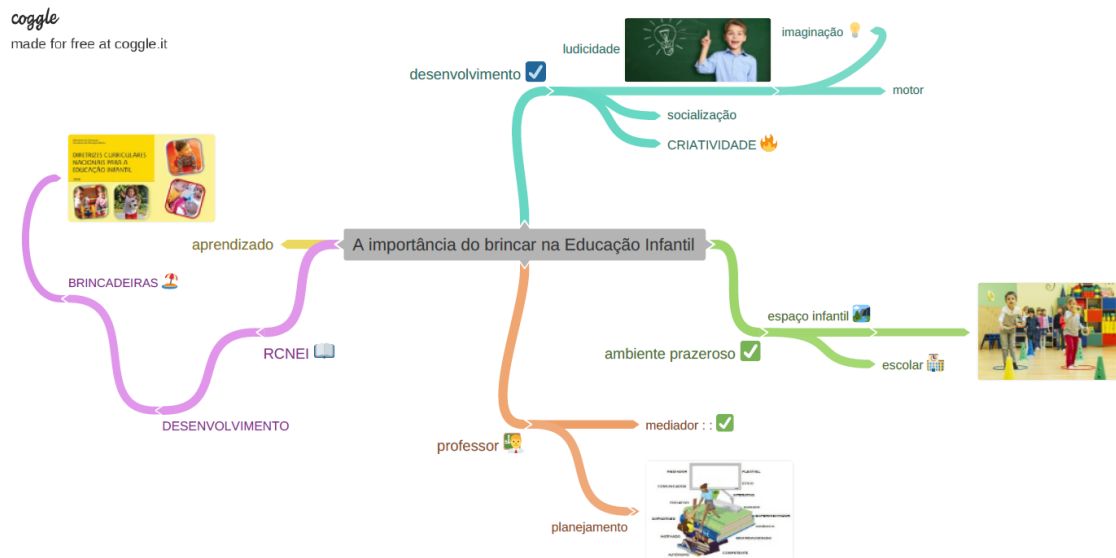 coggle
made for free at coggle.it
ludicidade
imaginação
desenvolvimento
motor
socialização
CRIATIVIDADE
DIRETRIZES CURRICULARES
NACIONAIS PARA A
EDUCAÇÃO INFANTIL
aprendizado
A importância do brincar na Educação Infantil
BRINCADEIRAS
espaço infantil
RCNEI
ambiente prazeroso
escolar
DESENVOLVIMENTO
mediador : :
professor
planejamento